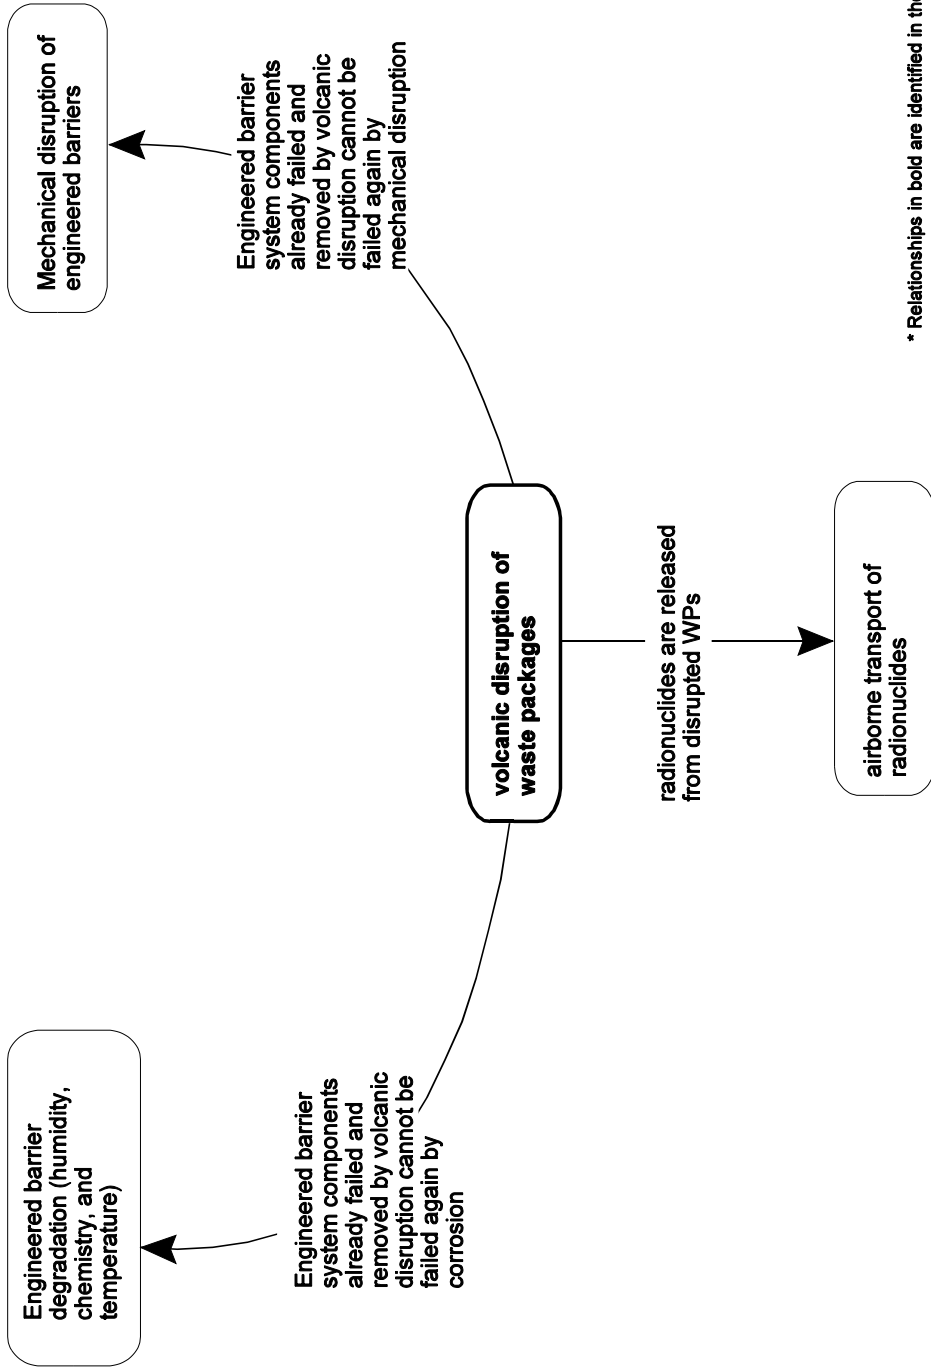 Engineered barrier
degradation (humidity,
chemistry, and
temperature)
Mechanical disruption of
engineered barriers
Engineered barrier
system components
already failed and
removed by volcanic
disruption cannot be
failed again by
corrosion
Engineered barrier
system components
already failed and
removed by volcanic
disruption cannot be
failed again by
mechanical disruption
volcanic disruption of
waste packages
radionuclides are released
from disrupted WPs
airborne transport of
radionuclides
* Relationships in bold are identified in the